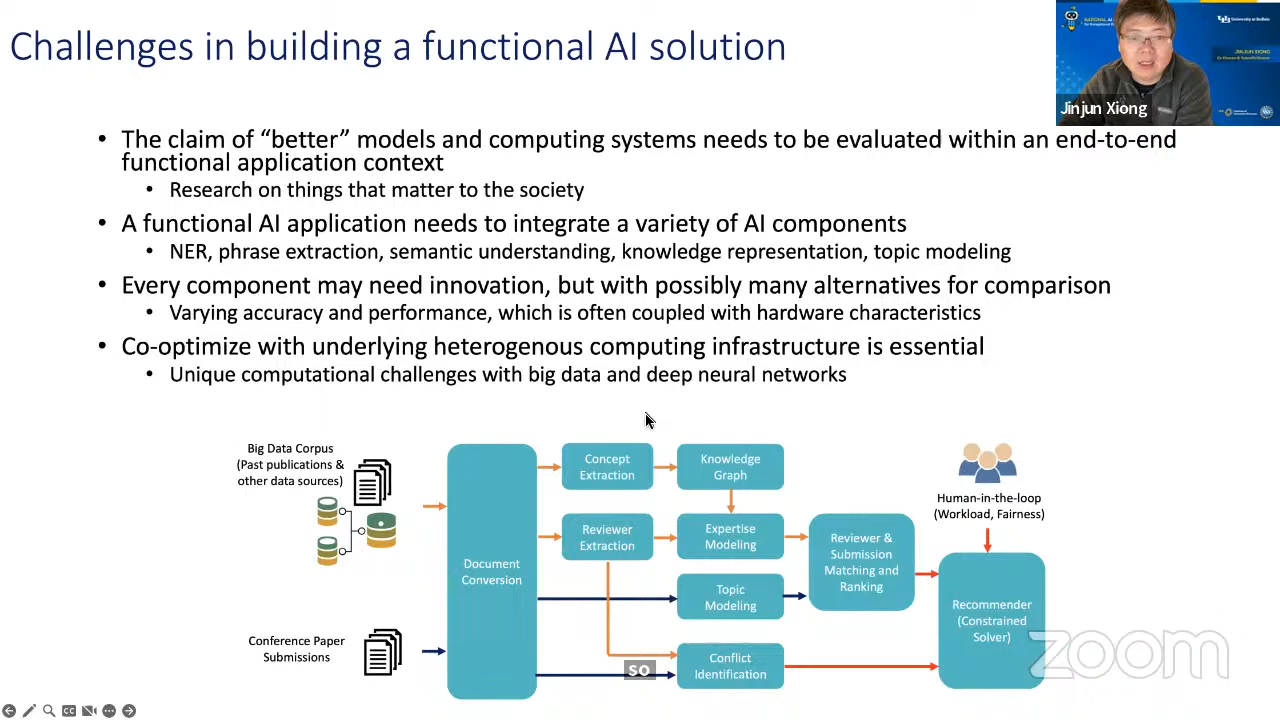 Challenges in building a functional AI solution
University at Buffalo
JINJUN XIONG
Jinjun Xiong
• The claim of “better” models and computing systems needs to be evaluated within an end-to-end
functional application context
• Research on things that matter to the society
• A functional AI application needs to integrate a variety of AI components
• NER, phrase extraction, semantic understanding, knowledge representation, topic modeling
• Every component may need innovation, but with possibly many alternatives for comparison
• Varying accuracy and performance, which is often coupled with hardware characteristics
• Co-optimize with underlying heterogenous computing infrastructure is essential
• Unique computational challenges with big data and deep neural networks
Big Data Corpus
(Past publications &
other data sources)
Conference Paper
Submissions
Document
Conversion
Concept
Extraction
Knowledge
Graph
Reviewer
Extraction
Expertise
Modeling
Topic
Modeling
Conflict
Identification
Reviewer &
Submission
Matching and
Ranking
Human-in-the-loop
(Workload, Fairness)
Recommender
(Constrained
Solver)
so
zoom
CC